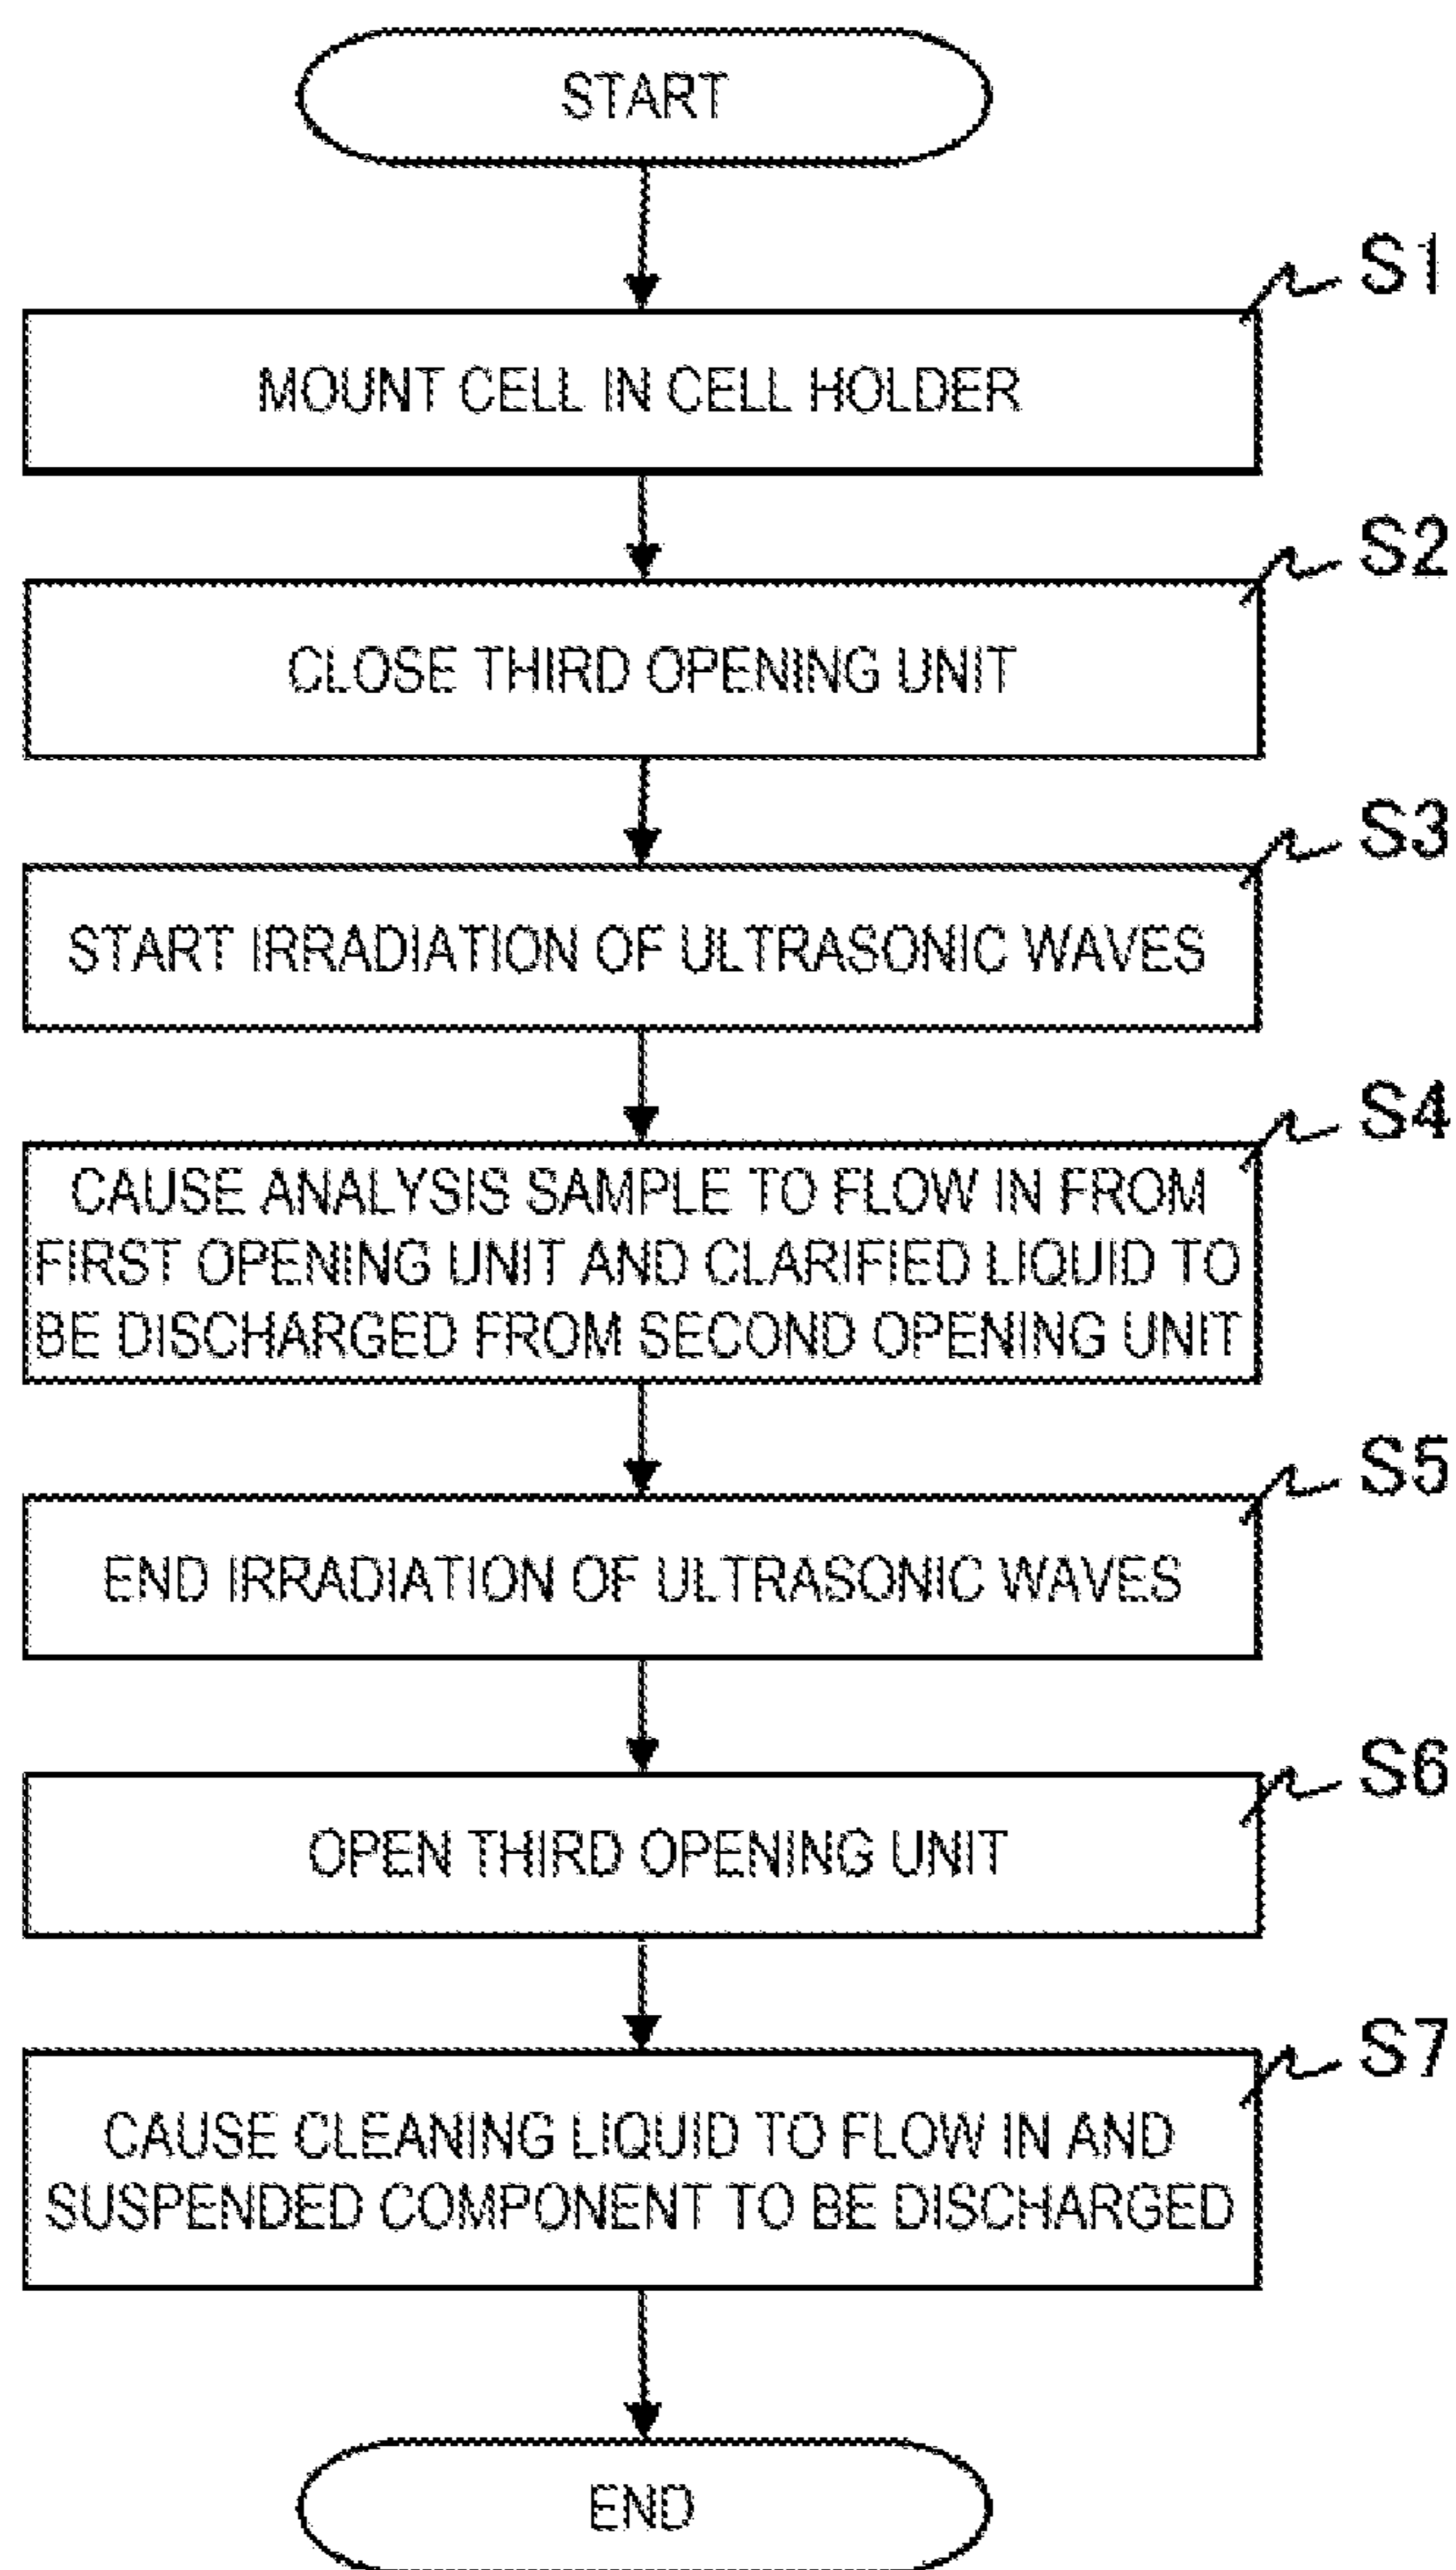 START
S1
MOUNT CELL IN CELL HOLDER
S2
CLOSE THIRD OPENING UNIT
S3
START IRRADIATION OF ULTRASONIC WAVES
S4
CAUSE ANALYSIS SAMPLE TO FLOW IN FROM
FIRST OPENING UNIT AND CLARIFIED LIQUID TO
BE DISCHARGED FROM SECOND OPENING UNIT
S5
END IRRADIATION OF ULTRASONIC WAVES
S6
OPEN THIRD OPENING UNIT
S7
CAUSE CLEANING LIQUID TO FLOW IN AND
SUSPENDED COMPONENT TO BE DISCHARGED
END